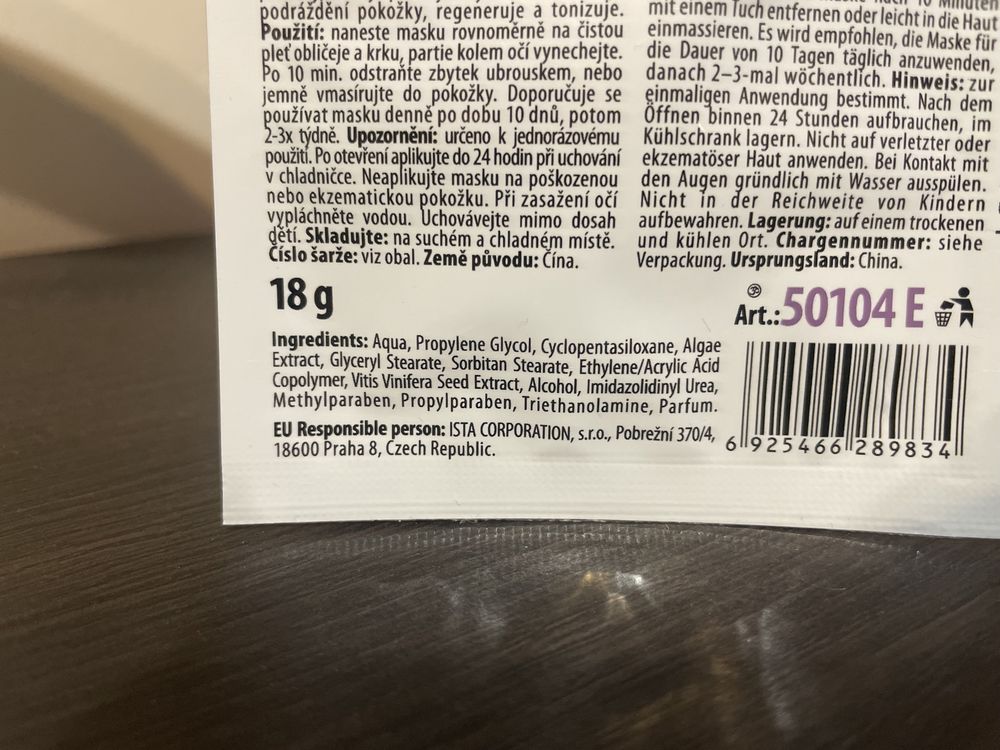 podráždění pokožky, regeneruje a tonizuje.
Použití: naneste masku rovnoměrně na čistou
pleť obličeje a krku, partie kolem očí vynechejte.
Po 10 min. odstraňte zbytek ubrouskem, nebo
jemně vmasírujte do pokožky. Doporučuje se
používat masku denně po dobu 10 dnů, potom
2-3x týdně. Upozornění: určeno k jednorázovému
použití. Po otevření aplikujte do 24 hodin při uchování
v chladničce. Neaplikujte masku na poškozenou
nebo ekzematickou pokožku. Při zasažení očí
vypláchněte vodou. Uchovávejte mimo dosah
dětí. Skladujte: na suchém a chladném místě.
Číslo šarže: viz obal. Země původu: Čína.
nach 10 Minuten
mit einem Tuch entfernen oder leicht in die Haut
einmassieren. Es wird empfohlen, die Maske für
die Dauer von 10 Tagen täglich anzuwenden,
danach 2–3-mal wöchentlich. Hinweis: zur
einmaligen Anwendung bestimmt. Nach dem
Öffnen binnen 24 Stunden aufbrauchen, im
Kühlschrank lagern. Nicht auf verletzter oder
ekzematöser Haut anwenden. Bei Kontakt mit
den Augen gründlich mit Wasser ausspülen.
Nicht in der Reichweite von Kindern
aufbewahren. Lagerung: auf einem trockenen
und kühlen Ort. Chargennummer: siehe
Verpackung. Ursprungsland: China.
18 g
Art.:50104 E
Ingredients: Aqua, Propylene Glycol, Cyclopentasiloxane, Algae
Extract, Glyceryl Stearate, Sorbitan Stearate, Ethylene/Acrylic Acid
Copolymer, Vitis Vinifera Seed Extract, Alcohol, Imidazolidinyl Urea,
Methylparaben, Propylparaben, Triethanolamine, Parfum.
EU Responsible person: ISTA CORPORATION, s.r.o., Pobrežní 370/4,
18600 Praha 8, Czech Republic.
6 925466 289834